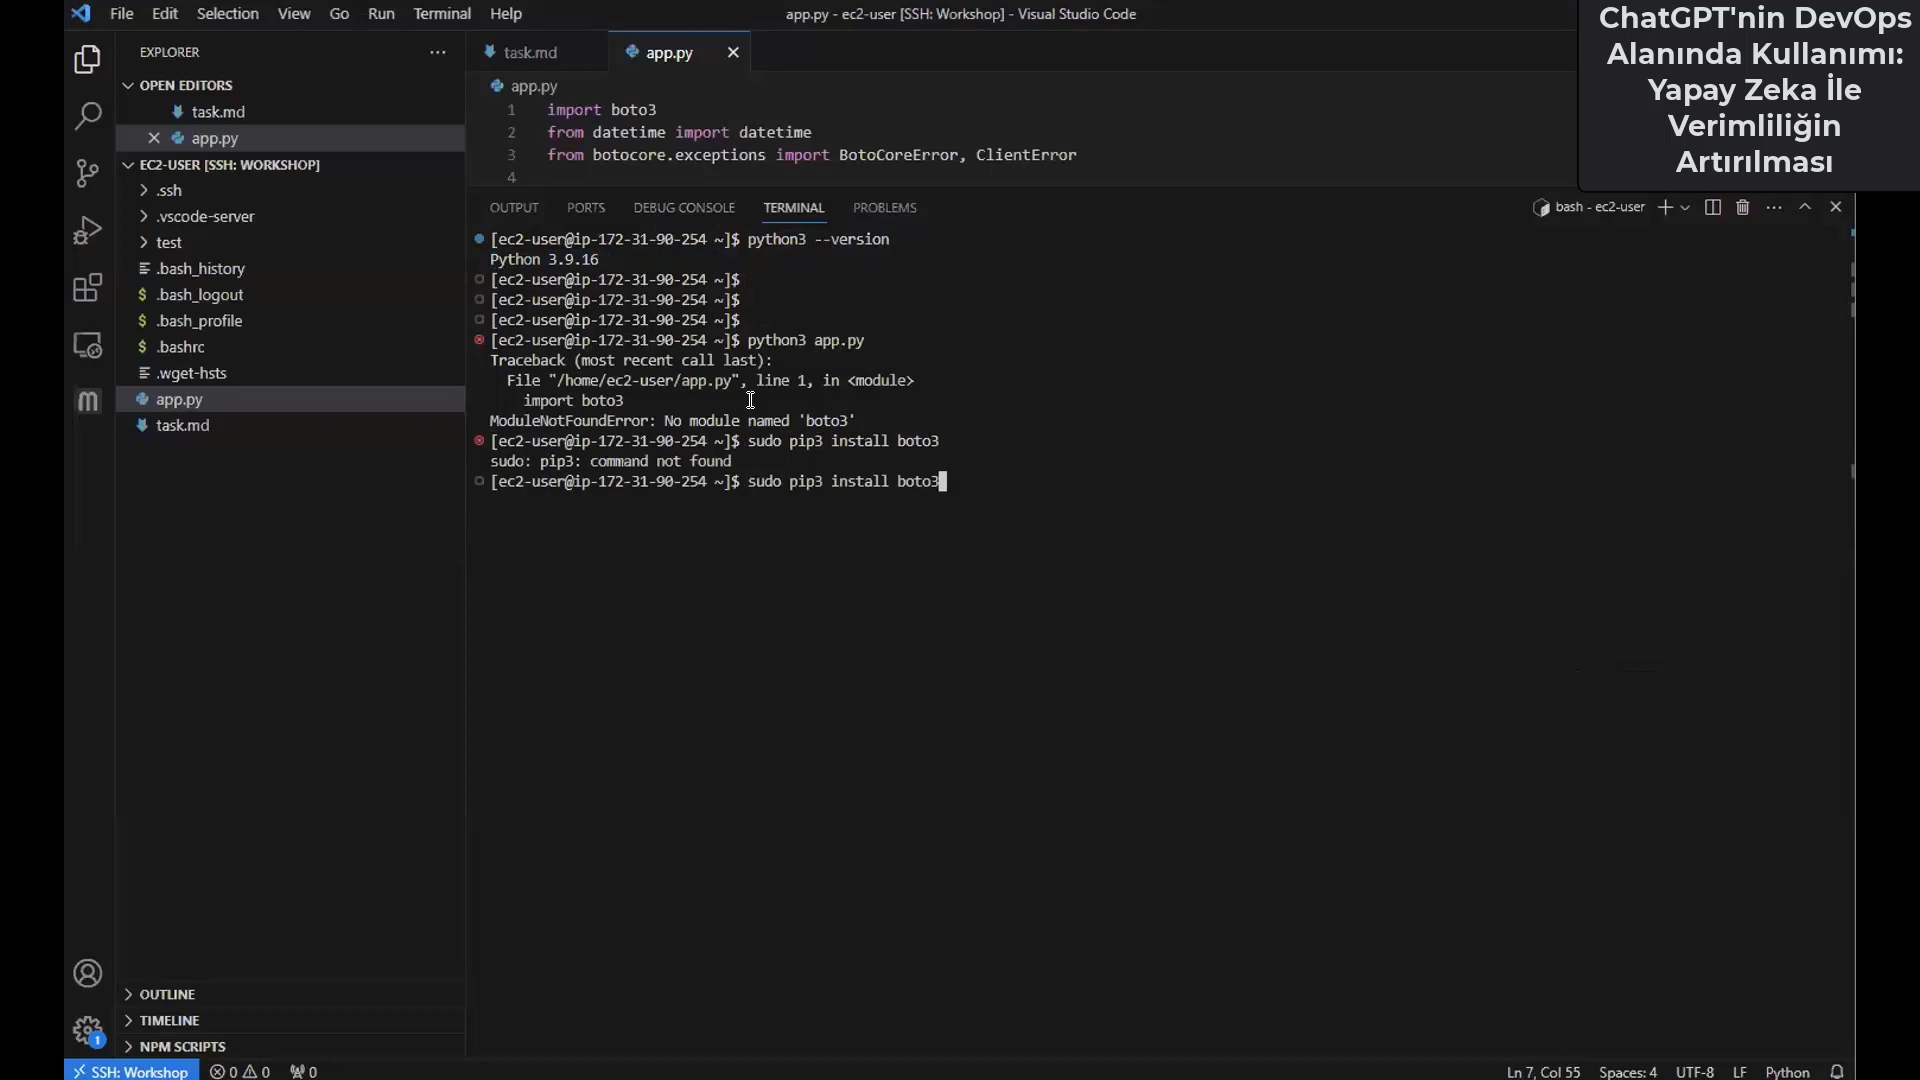 File Edit Selection View Go Run Terminal Help
app.py - ec2-user [SSH: Workshop] - Visual Studio Code
ChatGPT'nin DevOps
Alanında Kullanımı:
Yapay Zeka İle
Verimliliğin
Artırılması
EXPLORER
OPEN EDITORS
task.md
app.py
EC2-USER [SSH: WORKSHOP]
.ssh
.vscode-server
test
.bash_history
.bash_logout
.bash_profile
.bashrc
.wget-hsts
app.py
task.md
OUTLINE
TIMELINE
NPM SCRIPTS
task.md app.py
app.py
1 import boto3
2 from datetime import datetime
3 from botocore.exceptions import BotoCoreError, ClientError
4
OUTPUT PORTS DEBUG CONSOLE TERMINAL PROBLEMS
bash - ec2-user
[ec2-user@ip-172-31-90-254 ~]$ python3 --version
Python 3.9.16
[ec2-user@ip-172-31-90-254 ~]$
[ec2-user@ip-172-31-90-254 ~]$
[ec2-user@ip-172-31-90-254 ~]$
[ec2-user@ip-172-31-90-254 ~]$ python3 app.py
Traceback (most recent call last):
File "/home/ec2-user/app.py", line 1, in <module>
import boto3
ModuleNotFoundError: No module named 'boto3'
[ec2-user@ip-172-31-90-254 ~]$ sudo pip3 install boto3
sudo: pip3: command not found
[ec2-user@ip-172-31-90-254 ~]$ sudo pip3 install boto3
1
SSH: Workshop 0 0 0
Ln 7, Col 55 Spaces: 4 UTF-8 LF Python